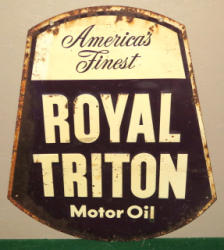 America's
Finest
ROYAL
TRITON
Motor Oil